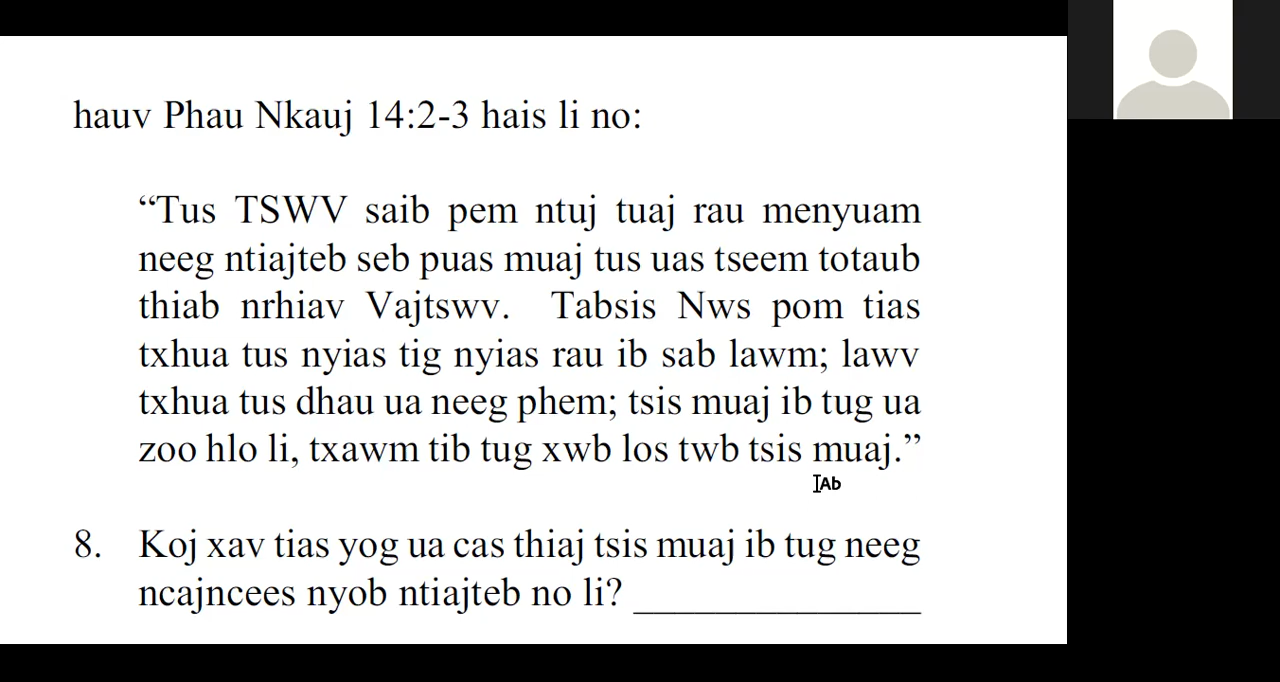 hauv Phau Nkauj 14:2-3 hais li no:
“Tus TSWV saib pem ntuj tuaj rau menyuam
neeg ntiajteb seb puas muaj tus uas tseem totaub
thiab nrhiav Vajtswv. Tabsis Nws pom tias
txhua tus nyias tig nyias rau ib sab lawm; lawv
txhua tus dhau ua neeg phem; tsis muaj ib tug ua
zoo hlo li, txawm tib tug xwb los twb tsis muaj.”
Ab
8. Koj xav tias yog ua cas thiaj tsis muaj ib tug neeg
ncajncees nyob ntiajteb no li? ______________